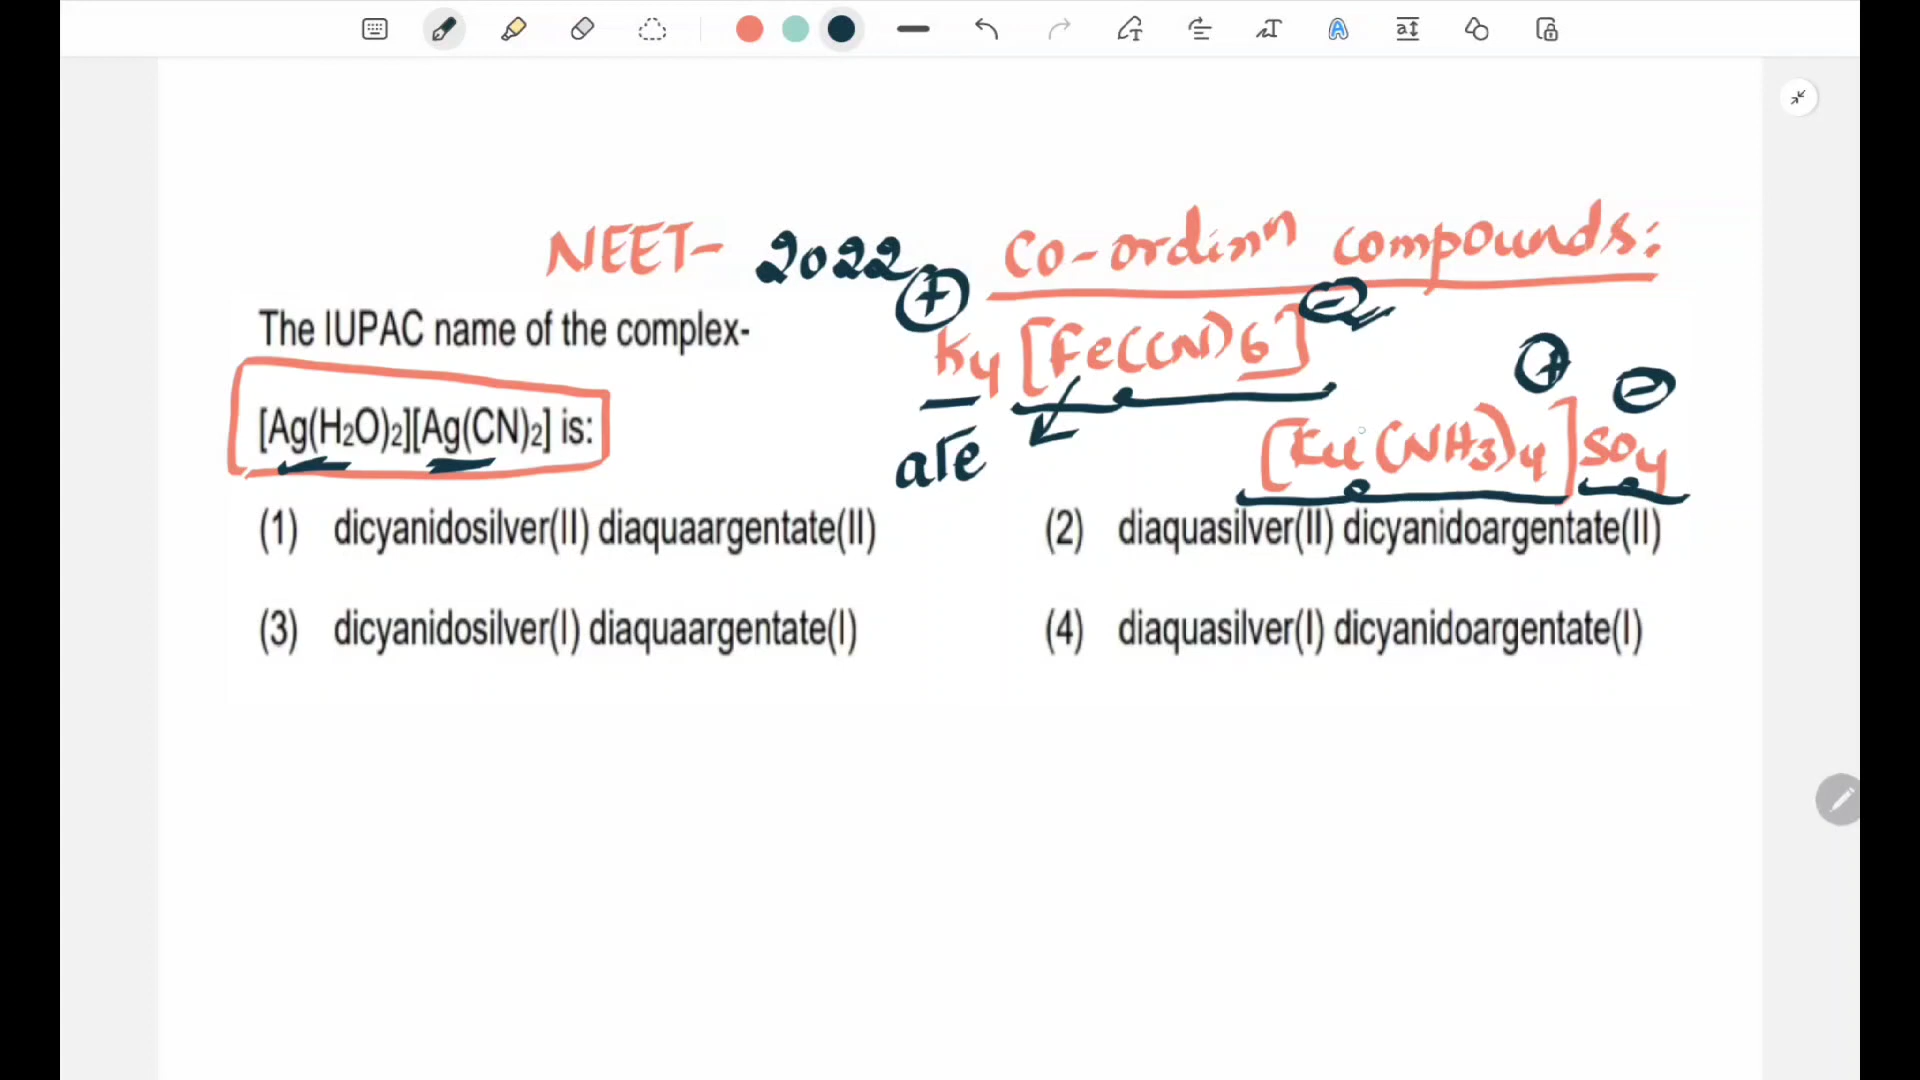 NEET- 2022 Co-ordinⁿ compounds:
The IUPAC name of the complex-
K4 [Fe(CN)6]
[Ag(H₂O)₂][Ag(CN)₂] is:
ate
[Cu(NH3)4]SO4
(1) dicyanidosilver(II) diaquaargentate(II)
(2) diaquasilver(II) dicyanidoargentate(II)
(3) dicyanidosilver(I) diaquaargentate(I)
(4) diaquasilver(I) dicyanidoargentate(I)